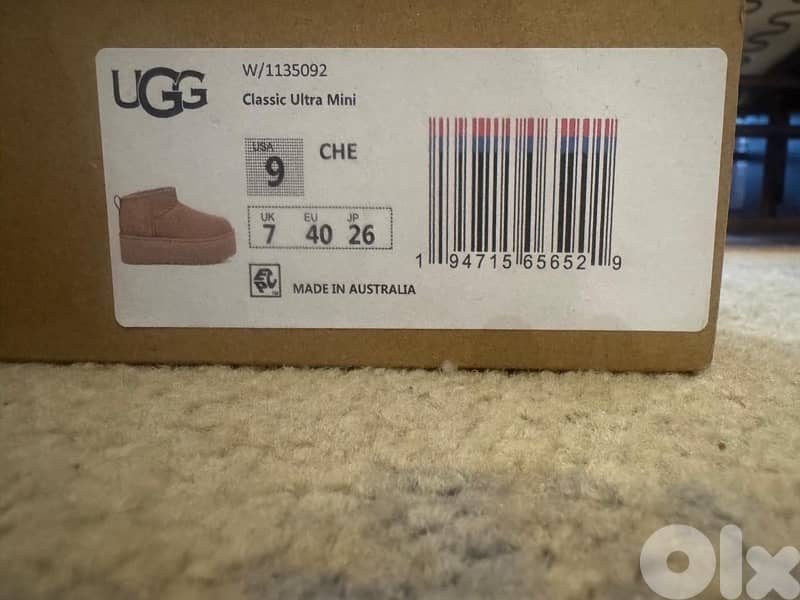 UGG
W/1135092
Classic Ultra Mini
USA
9
CHE
UK EU JP
7 40 26
MADE IN AUSTRALIA
1 94715 65652 9
Olx